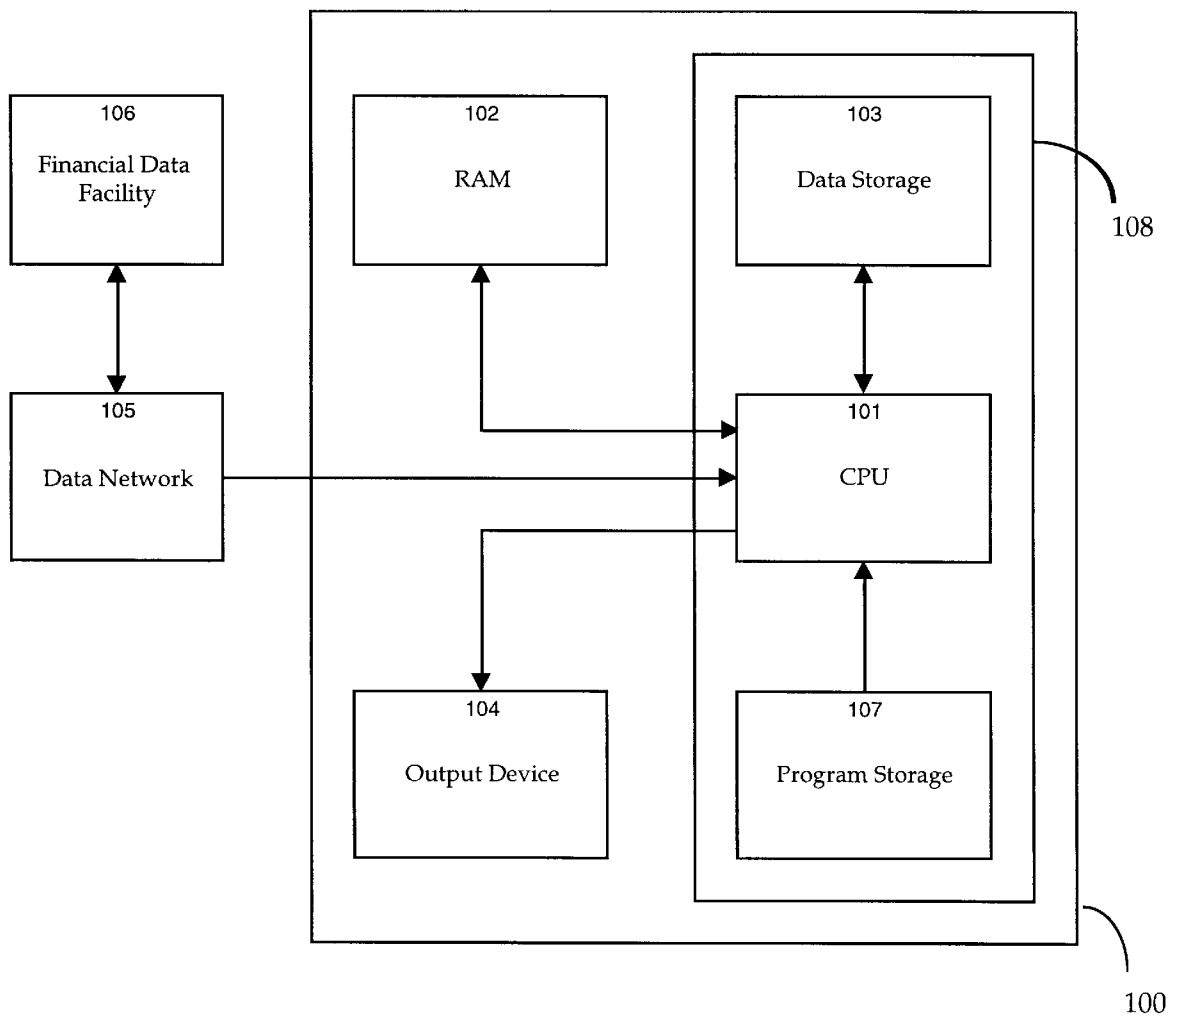 106
Financial Data
Facility
102
RAM
103
Data Storage
108
105
Data Network
101
CPU
104
Output Device
107
Program Storage
100